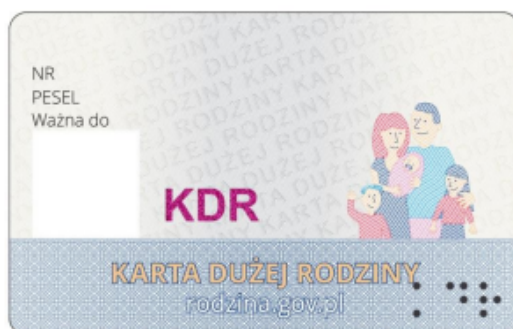 NR
PESEL
Ważna do
KDR
KARTA DUŻEJ RODZINY
rodzina.gov.pl